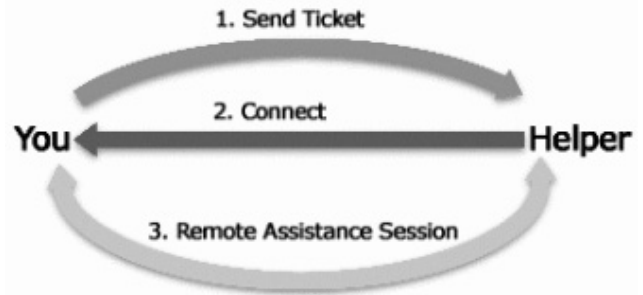 1. Send Ticket
2. Connect
You
Helper
3. Remote Assistance Session